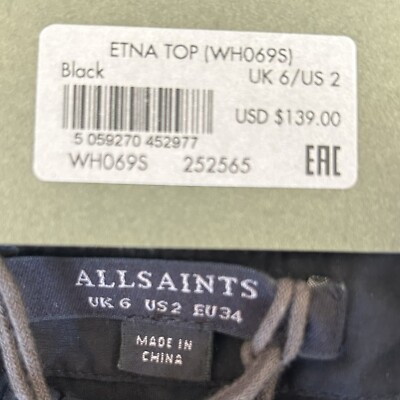 ETNA TOP (WH069S)
Black UK 6/US 2
USD $139.00
5 059270 452977
WH069S 252565 EAC
ALLSAINTS
UK 6 US 2 EU 34
MADE IN
CHINA